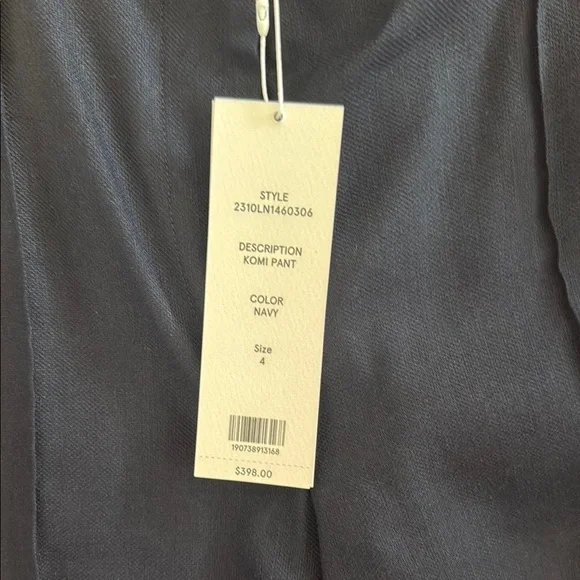 STYLE
2310LN1460306
DESCRIPTION
KOMI PANT
COLOR
NAVY
Size
4
190738913168
$398.00